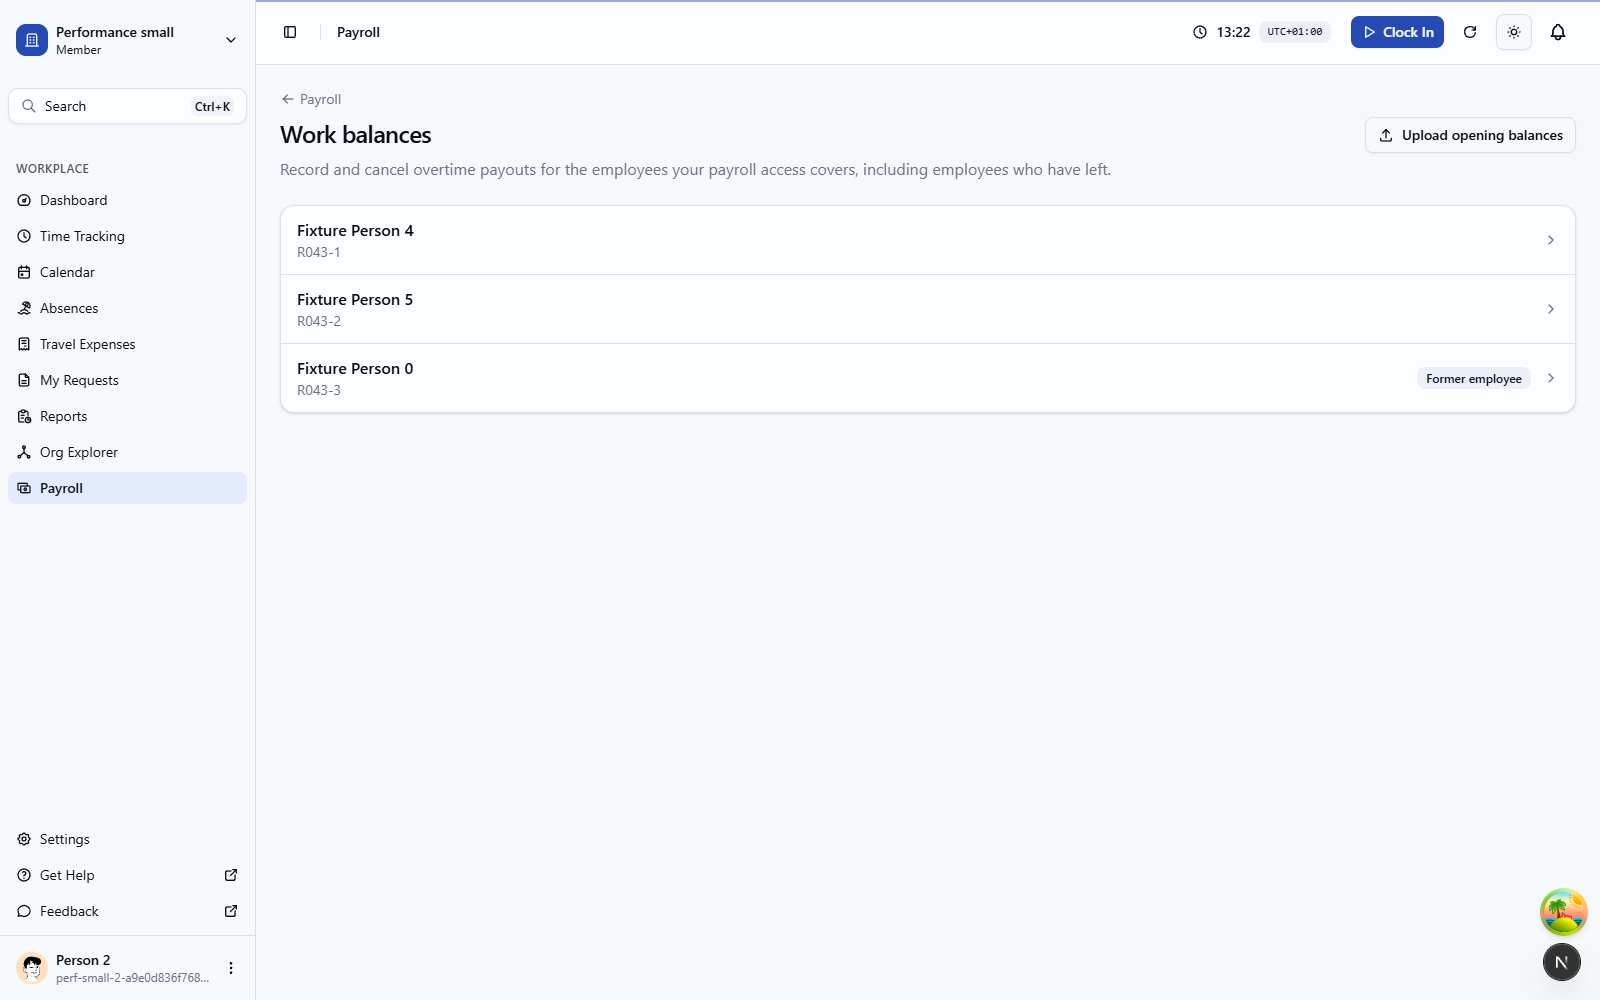 Performance small
Member
Search
Ctrl+K
WORKPLACE
Dashboard
Time Tracking
Calendar
Absences
Travel Expenses
My Requests
Reports
Org Explorer
Payroll
Settings
Get Help
Feedback
Person 2
perf-small-2-a9e0d836f768...
Payroll
13:22
UTC+01:00
Clock In
Payroll
Work balances
Upload opening balances
Record and cancel overtime payouts for the employees your payroll access covers, including employees who have left.
Fixture Person 4
R043-1
Fixture Person 5
R043-2
Fixture Person 0
R043-3
Former employee
N